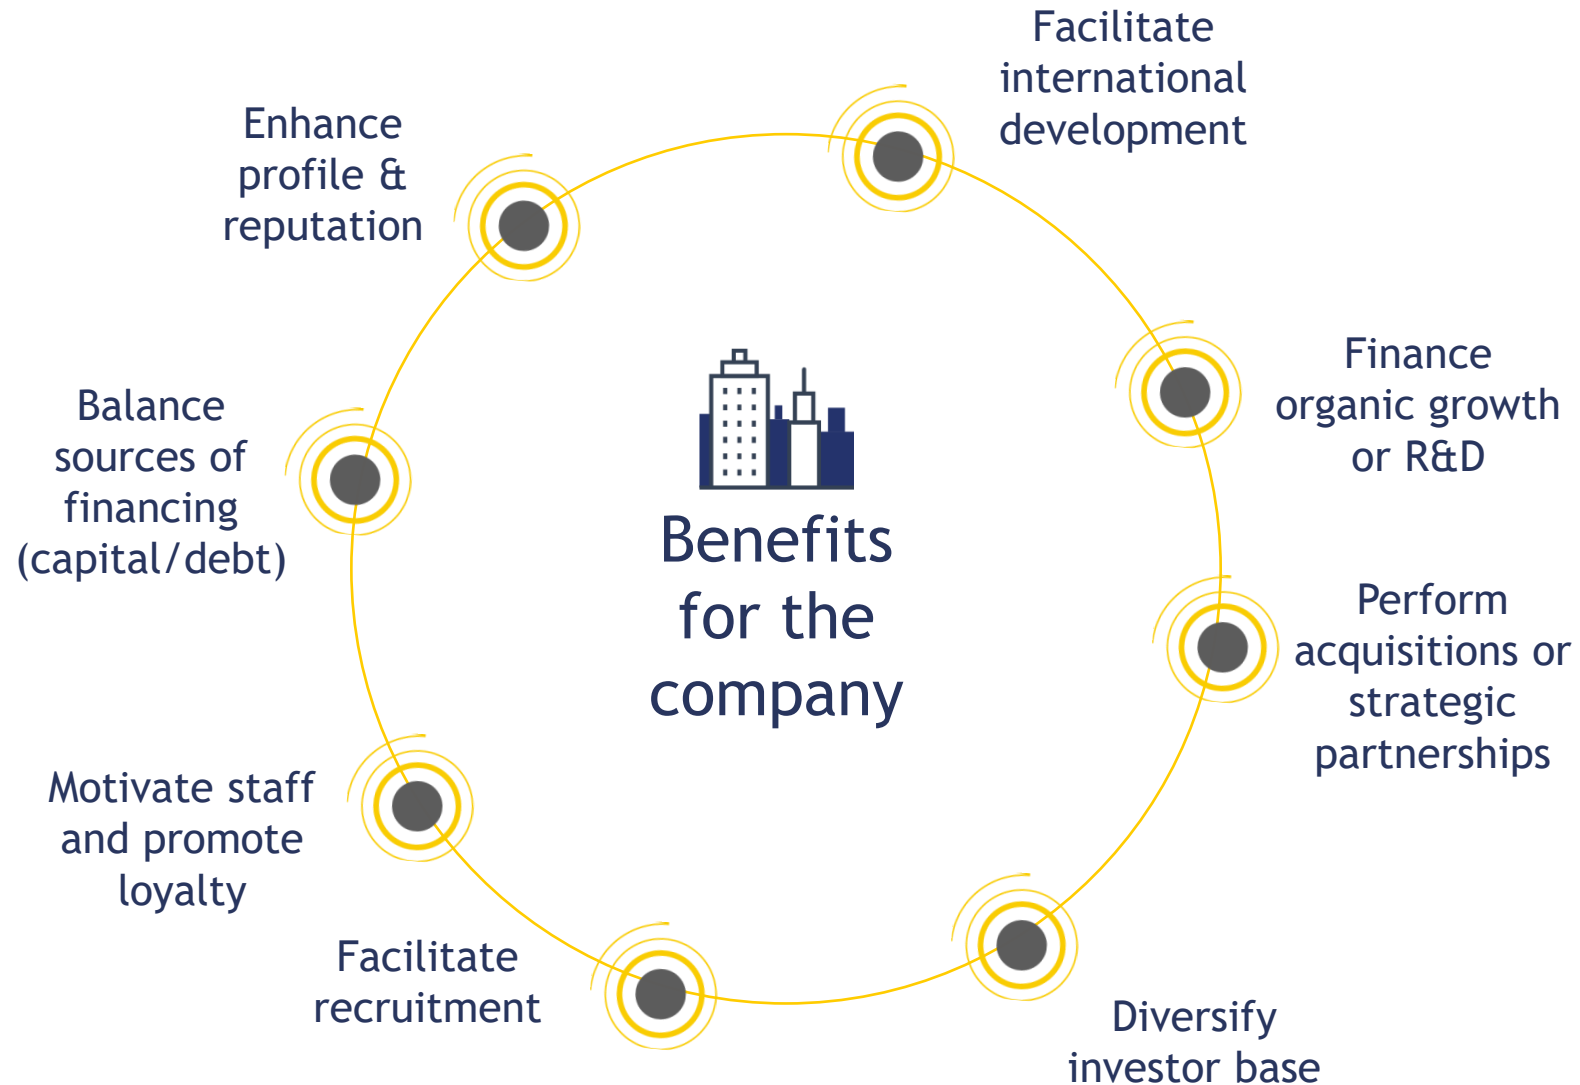 Facilitate
international
development
Enhance
profile &
reputation
Finance
organic growth
or R&D
Balance
sources of
financing
(capital/debt)
Benefits
for the
company
Perform
acquisitions or
strategic
partnerships
Motivate staff
and promote
loyalty
Facilitate
recruitment
Diversify
investor base